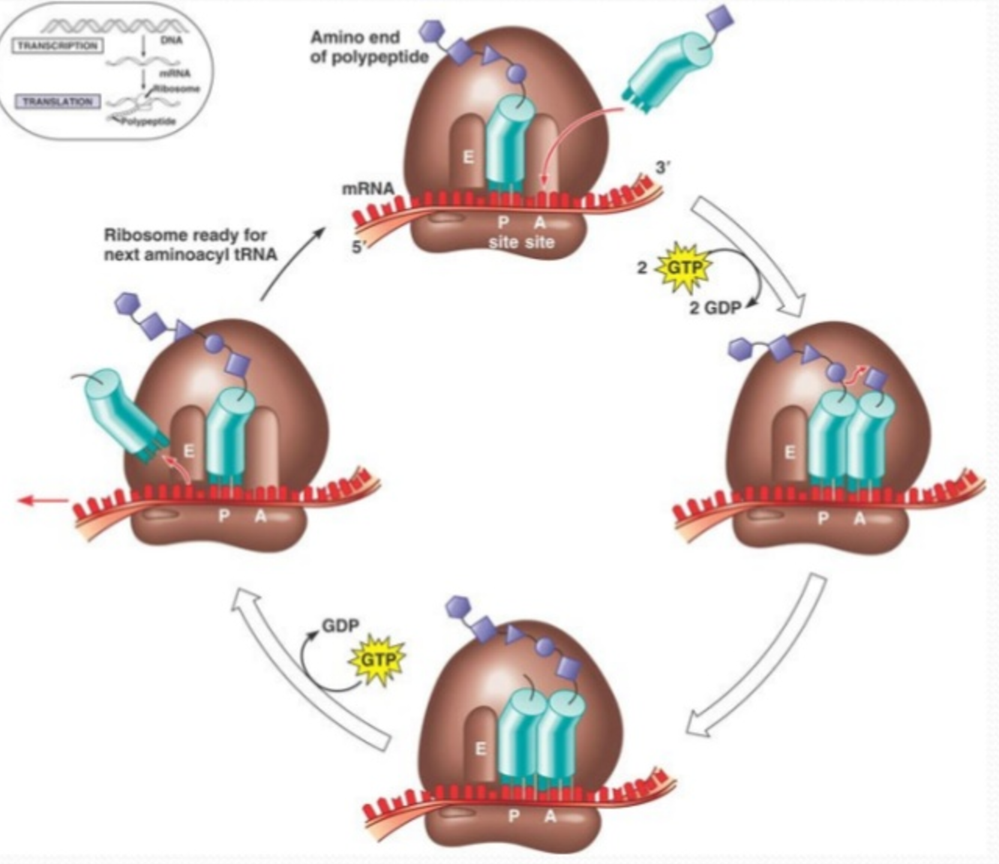 DNA
TRANSCRIPTION
mRNA
Ribosome
TRANSLATION
Polypeptide
Amino end
of polypeptide
E
mRNA
3′
5′
P A
site site
Ribosome ready for
next aminoacyl tRNA
2 GTP
2 GDP
E
P A
E
P A
GDP
GTP
E
P A